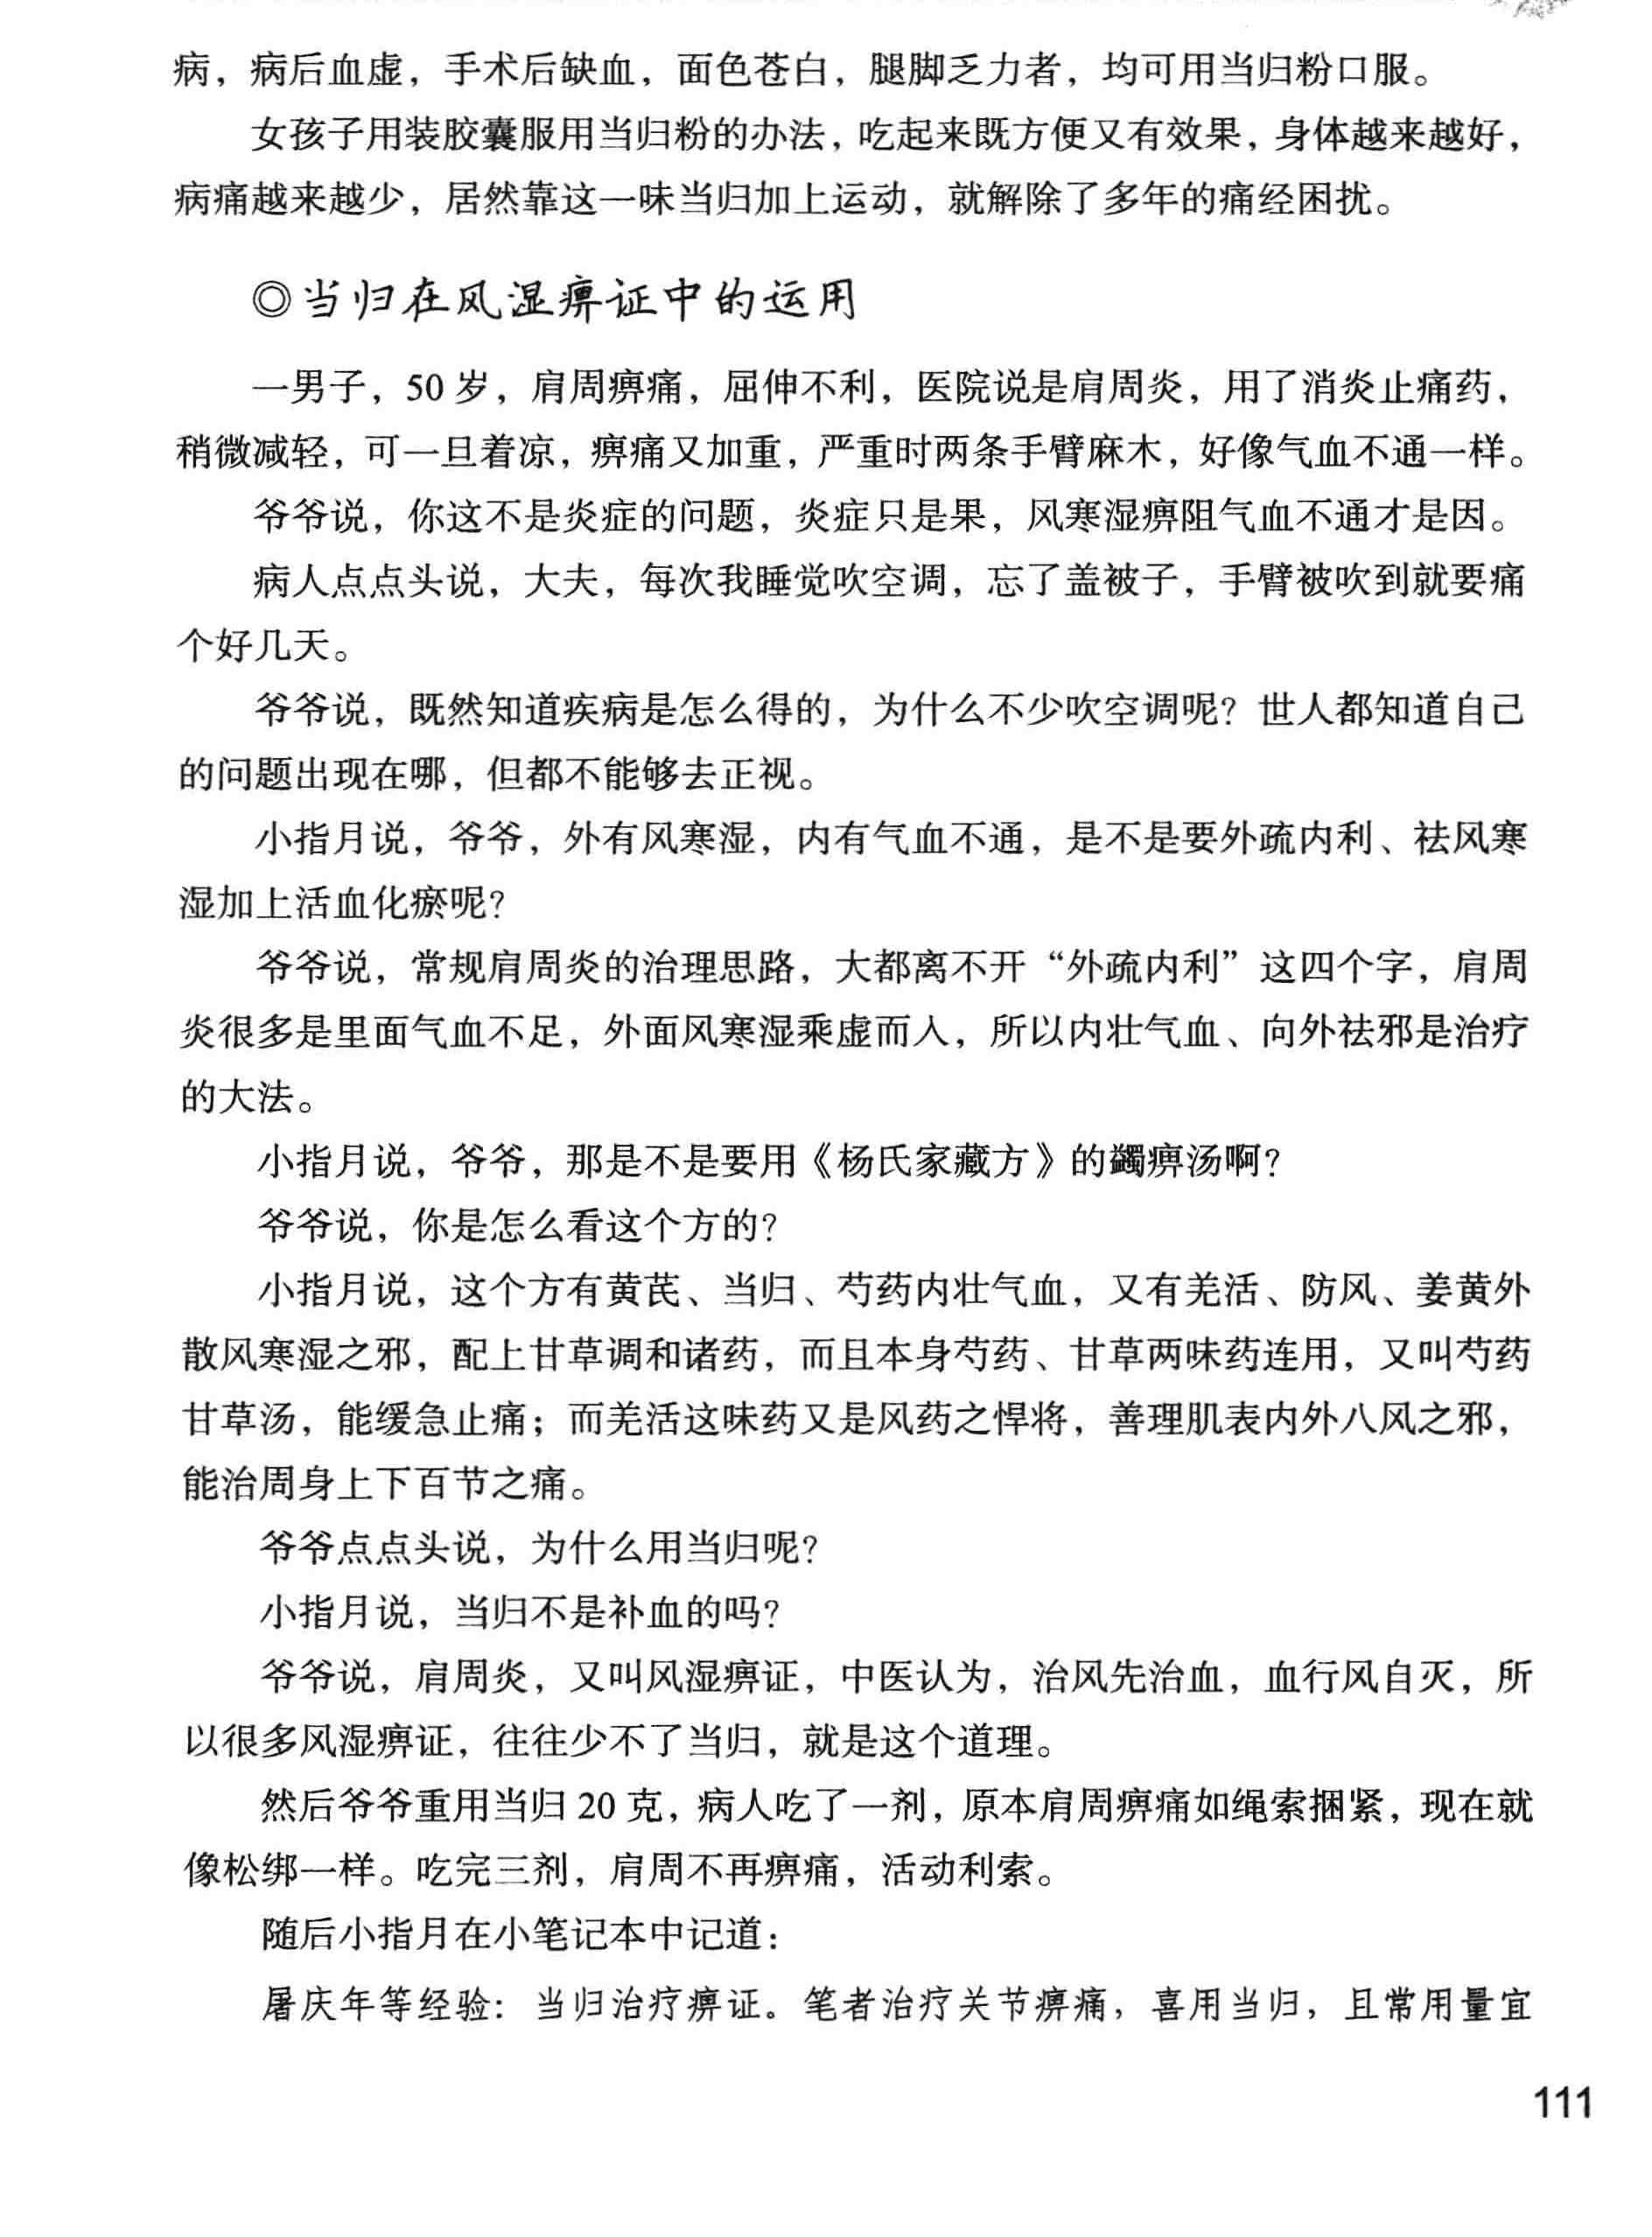 病，病后血虚，手术后缺血，面色苍白，腿脚乏力者，均可用当归粉口服。
女孩子用装胶囊服用当归粉的办法，吃起来既方便又有效果，身体越来越好，
病痛越来越少，居然靠这一味当归加上运动，就解除了多年的痛经困扰。
◎当归在风湿痹证中的运用
一男子，50 岁，肩周痹痛，屈伸不利，医院说是肩周炎，用了消炎止痛药，
稍微减轻，可一旦着凉，痹痛又加重，严重时两条手臂麻木，好像气血不通一样。
爷爷说，你这不是炎症的问题，炎症只是果，风寒湿痹阻气血不通才是因。
病人点点头说，大夫，每次我睡觉吹空调，忘了盖被子，手臂被吹到就要痛
个好几天。
爷爷说，既然知道疾病是怎么得的，为什么不少吹空调呢？世人都知道自己
的问题出现在哪，但都不能够去正视。
小指月说，爷爷，外有风寒湿，内有气血不通，是不是要外疏内利、祛风寒
湿加上活血化瘀呢？
爷爷说，常规肩周炎的治理思路，大都离不开“外疏内利”这四个字，肩周
炎很多是里面气血不足，外面风寒湿乘虚而入，所以内壮气血、向外祛邪是治疗
的大法。
小指月说，爷爷，那是不是要用《杨氏家藏方》的蠲痹汤啊？
爷爷说，你是怎么看这个方的？
小指月说，这个方有黄芪、当归、芍药内壮气血，又有羌活、防风、姜黄外
散风寒湿之邪，配上甘草调和诸药，而且本身芍药、甘草两味药连用，又叫芍药
甘草汤，能缓急止痛；而羌活这味药又是风药之悍将，善理肌表内外八风之邪，
能治周身上下百节之痛。
爷爷点点头说，为什么用当归呢？
小指月说，当归不是补血的吗？
爷爷说，肩周炎，又叫风湿痹证，中医认为，治风先治血，血行风自灭，所
以很多风湿痹证，往往少不了当归，就是这个道理。
然后爷爷重用当归 20 克，病人吃了一剂，原本肩周痹痛如绳索捆紧，现在就
像松绑一样。吃完三剂，肩周不再痹痛，活动利索。
随后小指月在小笔记本中记道：
屠庆年等经验：当归治疗痹证。笔者治疗关节痹痛，喜用当归，且常用量宜
111